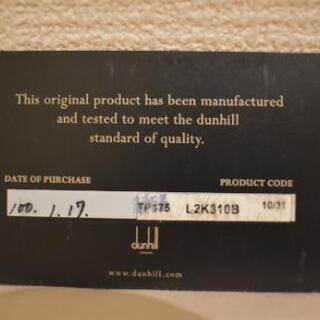 This original product has been manufactured
and tested to meet the dunhill
standard of quality.
DATE OF PURCHASE PRODUCT CODE
100. 1. 17. TP175 L2K310B 10/31
dunhill
www.dunhill.com